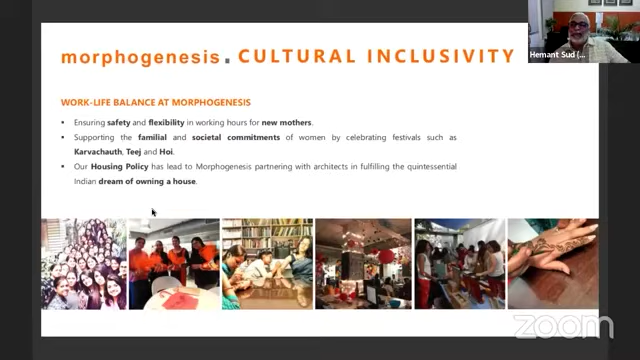 morphogenesis. CULTURAL INCLUSIVITY
Hemant Sud (...
WORK-LIFE BALANCE AT MORPHOGENESIS
▪ Ensuring safety and flexibility in working hours for new mothers.
▪ Supporting the familial and societal commitments of women by celebrating festivals such as
Karvachauth, Teej and Hoi.
▪ Our Housing Policy has lead to Morphogenesis partnering with architects in fulfilling the quintessential
Indian dream of owning a house.
zoom